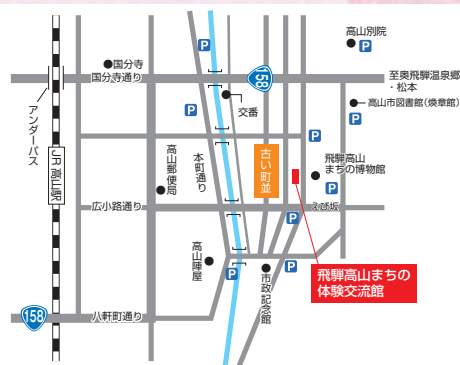 高山別院
P
P
国分寺
158
国分寺通り
至奥飛騨温泉郷
・松本
アンダーパス
交番
P
高山市図書館(煥章館)
P
P
JR 高山駅
高山郵便局
本町通り
古い町並
飛騨高山
まちの博物館
P
広小路通り
えび坂
P
高山陣屋
P
市政記念館
P
飛騨高山まちの
体験交流館
158
八軒町通り